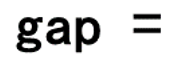 gap =